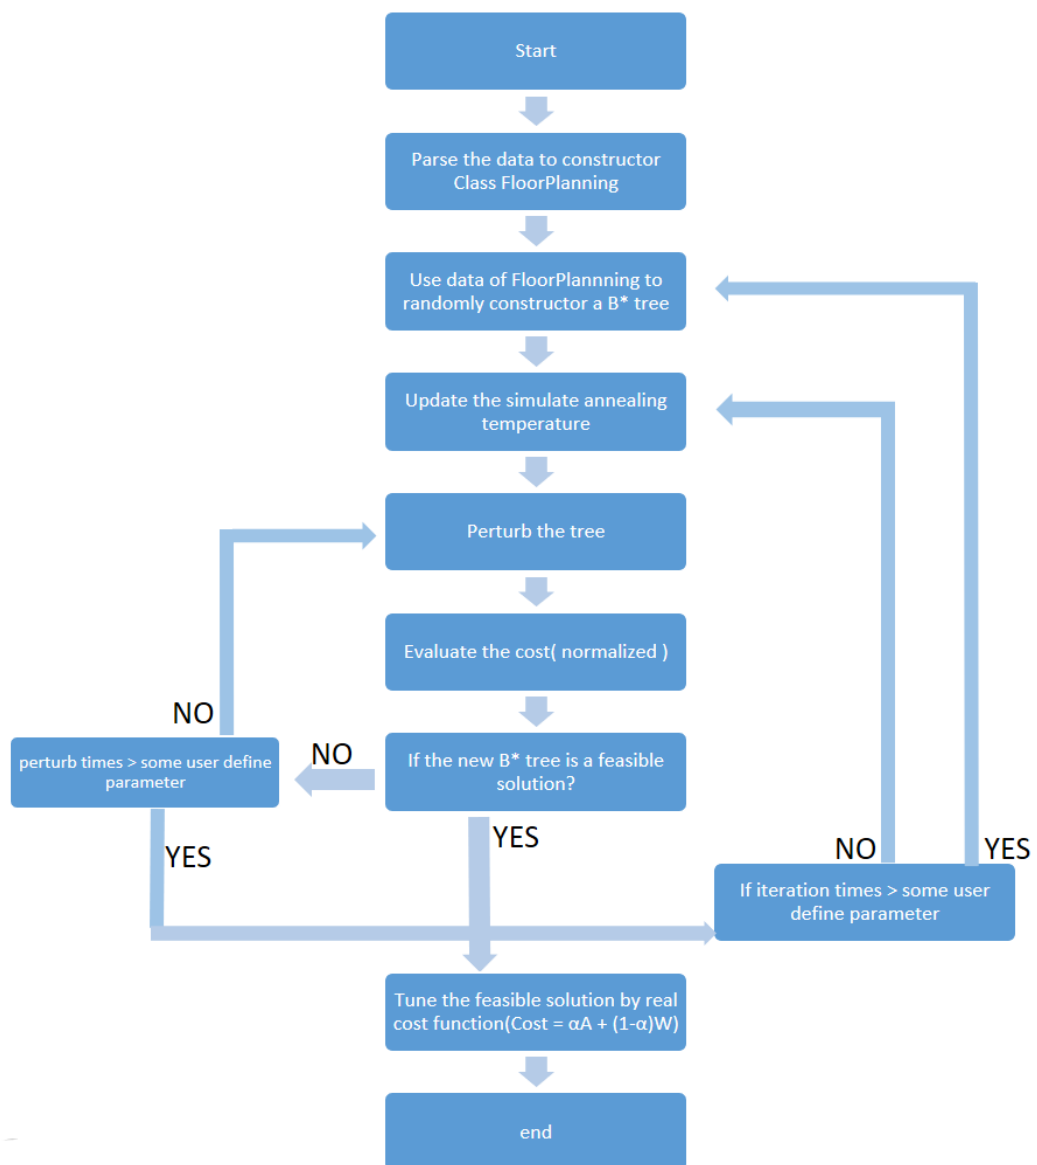 Start
Parse the data to constructor
Class FloorPlanning
Use data of FloorPlannning to
randomly constructor a B* tree
Update the simulate annealing
temperature
Perturb the tree
Evaluate the cost( normalized )
NO
perturb times > some user define
parameter
NO
If the new B* tree is a feasible
solution?
YES
YES
NO
YES
If iteration times > some user
define parameter
Tune the feasible solution by real
cost function(Cost = αA + (1-α)W)
end